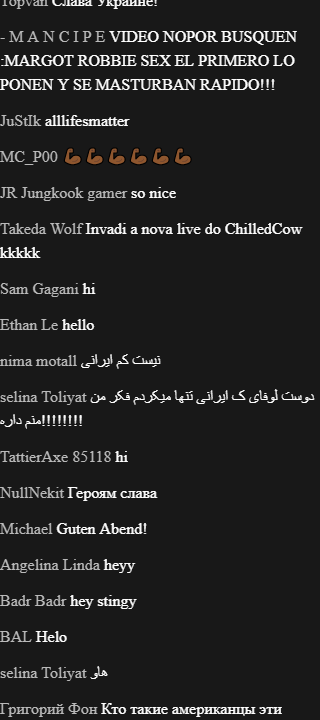 Topvan Слава Украине!
- M A N C I P E VIDEO NOPOR BUSQUEN
:MARGOT ROBBIE SEX EL PRIMERO LO
PONEN Y SE MASTURBAN RAPIDO!!!
JuStIk alllifesmatter
MC_P00 💪🏾💪🏾💪🏾💪🏾💪🏾💪🏾
JR Jungkook gamer so nice
Takeda Wolf Invadi a nova live do ChilledCow
kkkkk
Sam Gagani hi
Ethan Le hello
nima motall نیست کم ایرانی
selina Toliyat دوست لوفای ک ایرانی تنها میکردم فکر من
منم داره!!!!!!!!
TattierAxe 85118 hi
NullNekit Героям слава
Michael Guten Abend!
Angelina Linda heyy
Badr Badr hey stingy
BAL Helo
selina Toliyat هاو
Григорий Фон Кто такие американцы эти